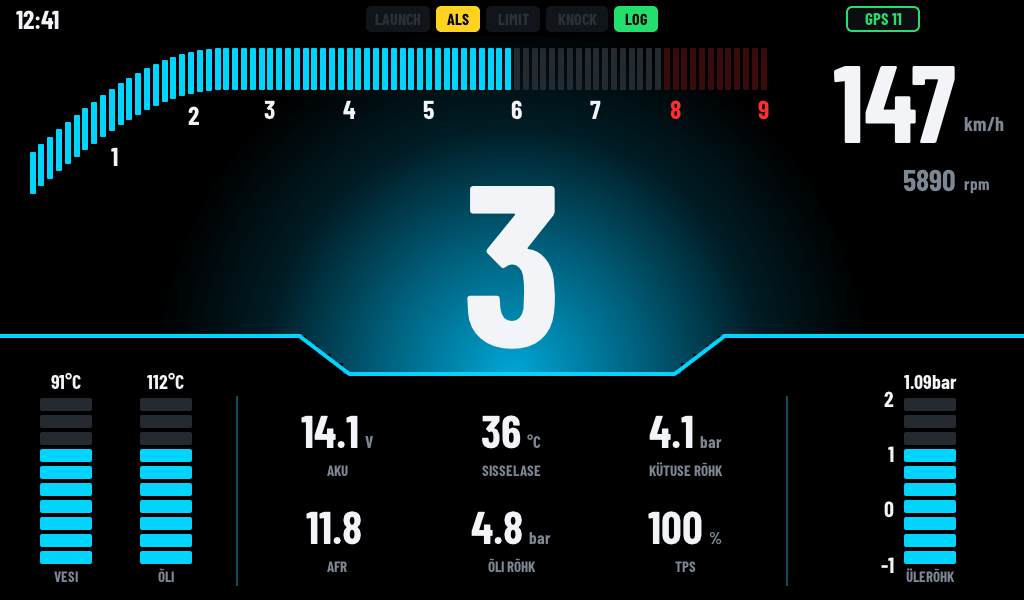 12:41 LAUNCH ALS LIMIT KNOCK LOG GPS 11
1 2 3 4 5 6 7 8 9
147 km/h
5890 rpm
3
91°C 112°C 1.09bar
14.1 V 36 °C 4.1 bar
AKU SISSELASE KÜTUSE RÕHK
11.8 4.8 bar 100 %
AFR ÕLI RÕHK TPS
2
1
0
-1
VESI ÕLI ÜLERÕHK